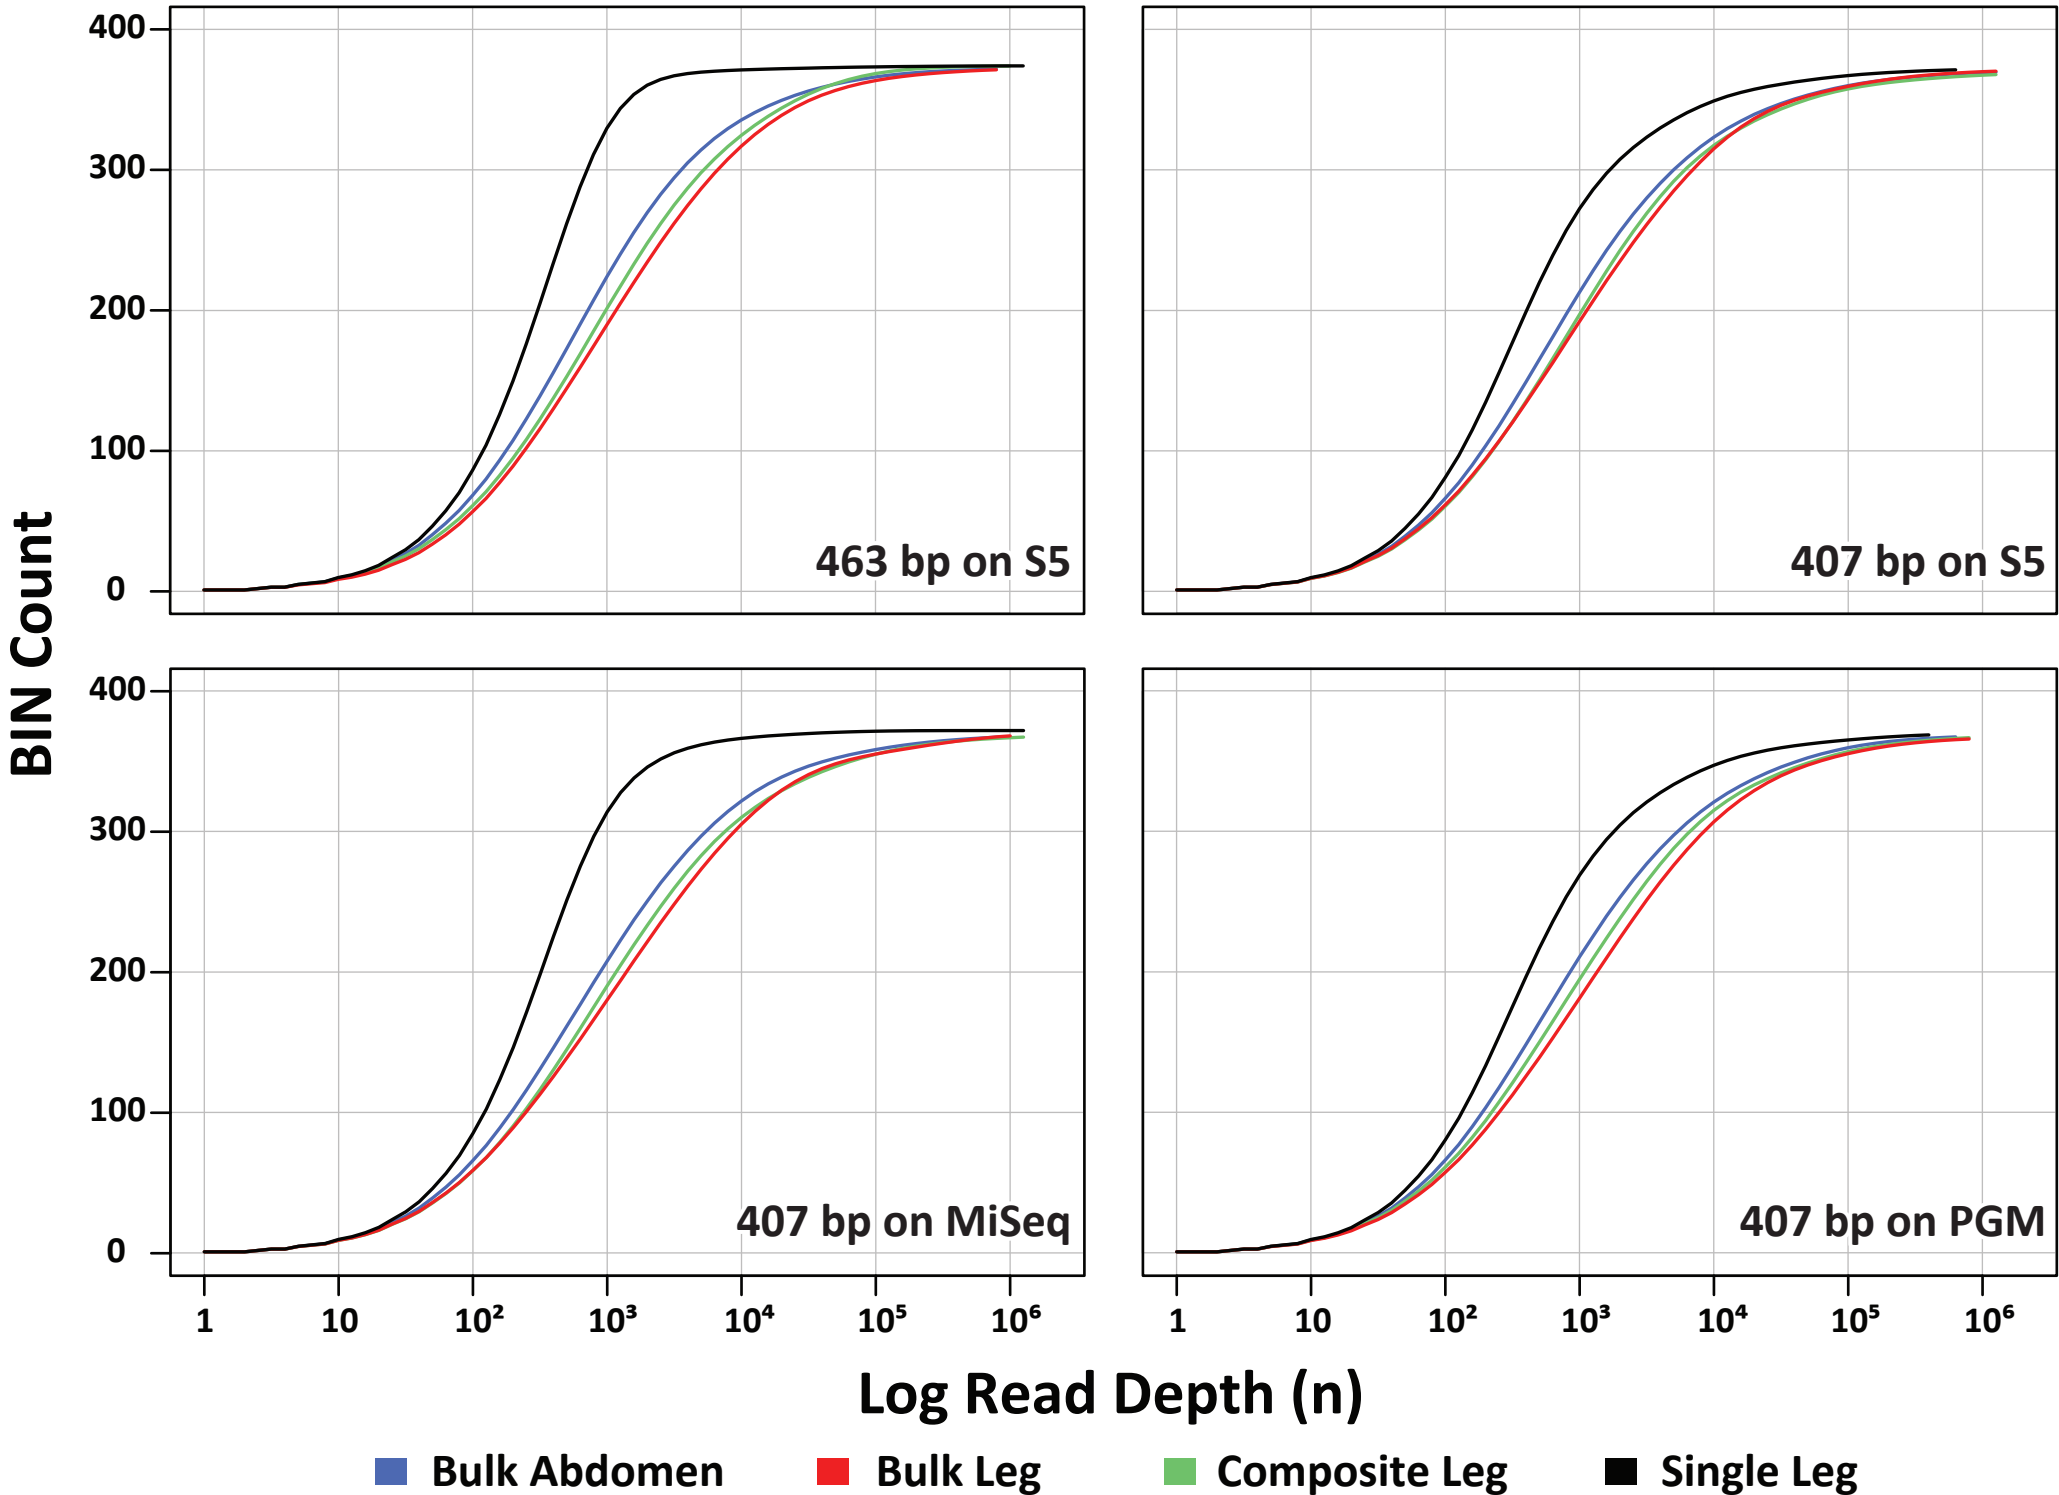 BIN Count
400
300
200
100
0
463 bp on S5
407 bp on S5
400
300
200
100
0
407 bp on MiSeq
407 bp on PGM
1 10 10² 10³ 10⁴ 10⁵ 10⁶
1 10 10² 10³ 10⁴ 10⁵ 10⁶
Log Read Depth (n)
Bulk Abdomen Bulk Leg Composite Leg Single Leg